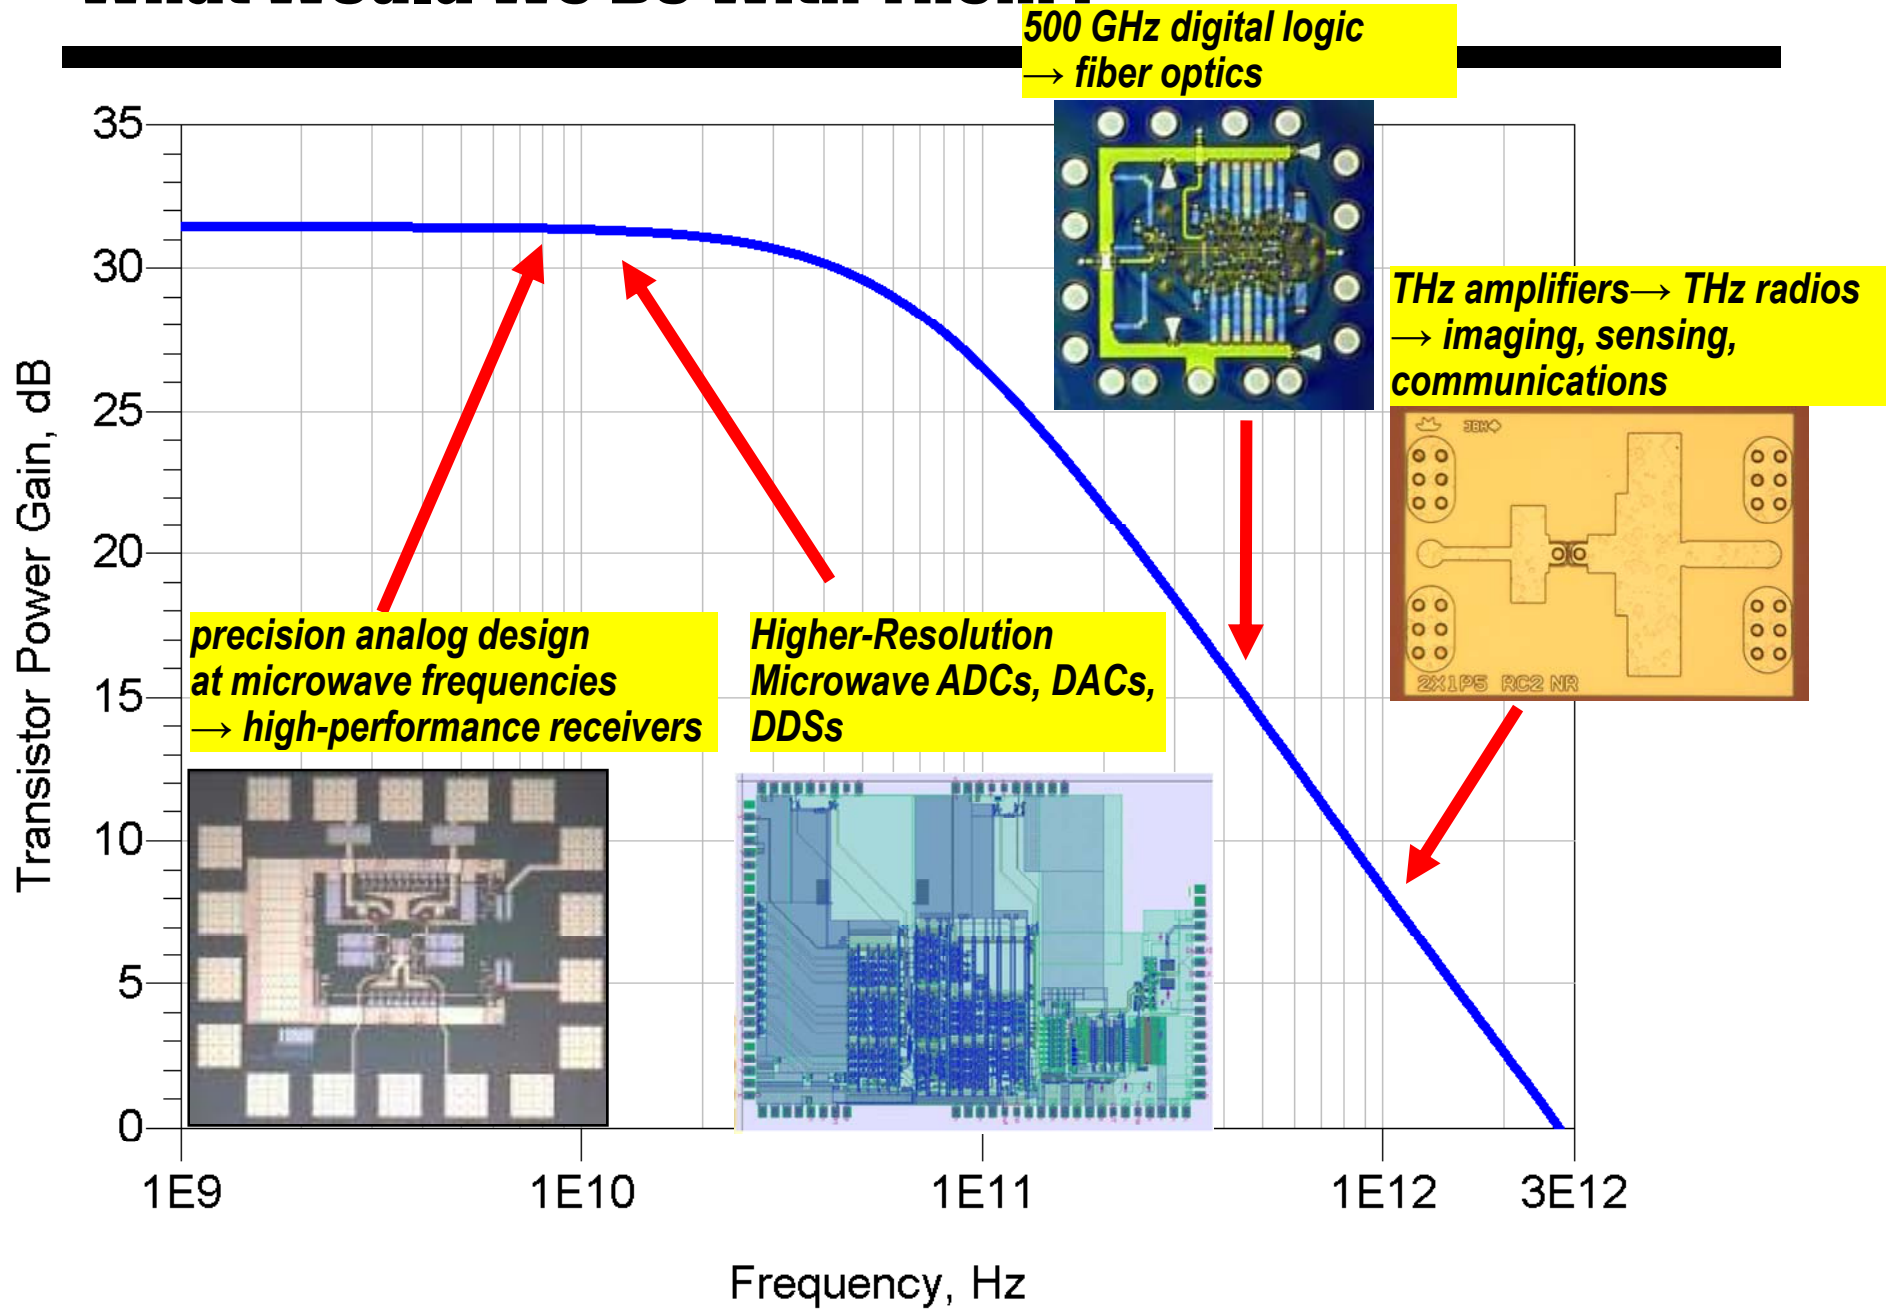 500 GHz digital logic
→ fiber optics
THz amplifiers→ THz radios
→ imaging, sensing,
communications
precision analog design
at microwave frequencies
→ high-performance receivers
Higher-Resolution
Microwave ADCs, DACs,
DDSs
JBH
2X1P5 RC2 NR
Transistor Power Gain, dB
35
30
25
20
15
10
5
0
1E9 1E10 1E11 1E12 3E12
Frequency, Hz